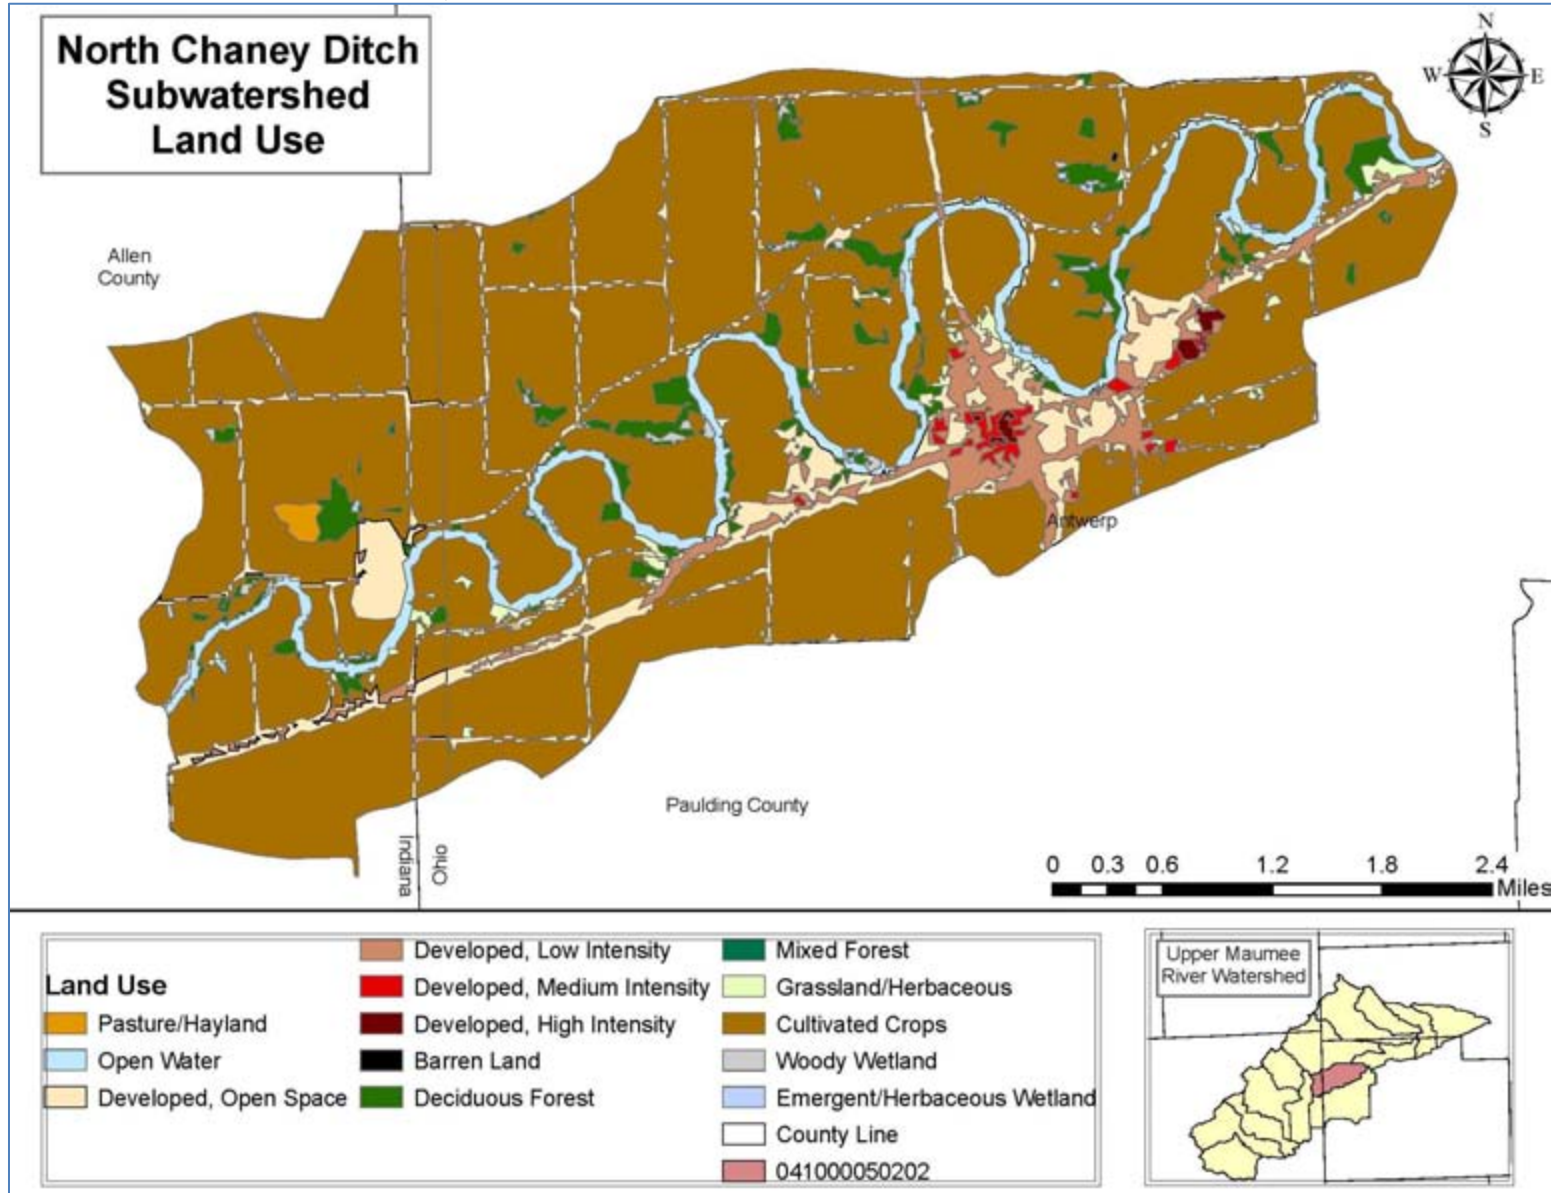 North Chaney Ditch
Subwatershed
Land Use
N
W
E
S
Allen
County
Antwerp
Paulding County
Indiana
Ohio
0 0.3 0.6 1.2 1.8 2.4
Miles
Land Use
Pasture/Hayland
Open Water
Developed, Open Space
Developed, Low Intensity
Developed, Medium Intensity
Developed, High Intensity
Barren Land
Deciduous Forest
Mixed Forest
Grassland/Herbaceous
Cultivated Crops
Woody Wetland
Emergent/Herbaceous Wetland
County Line
041000050202
Upper Maumee
River Watershed